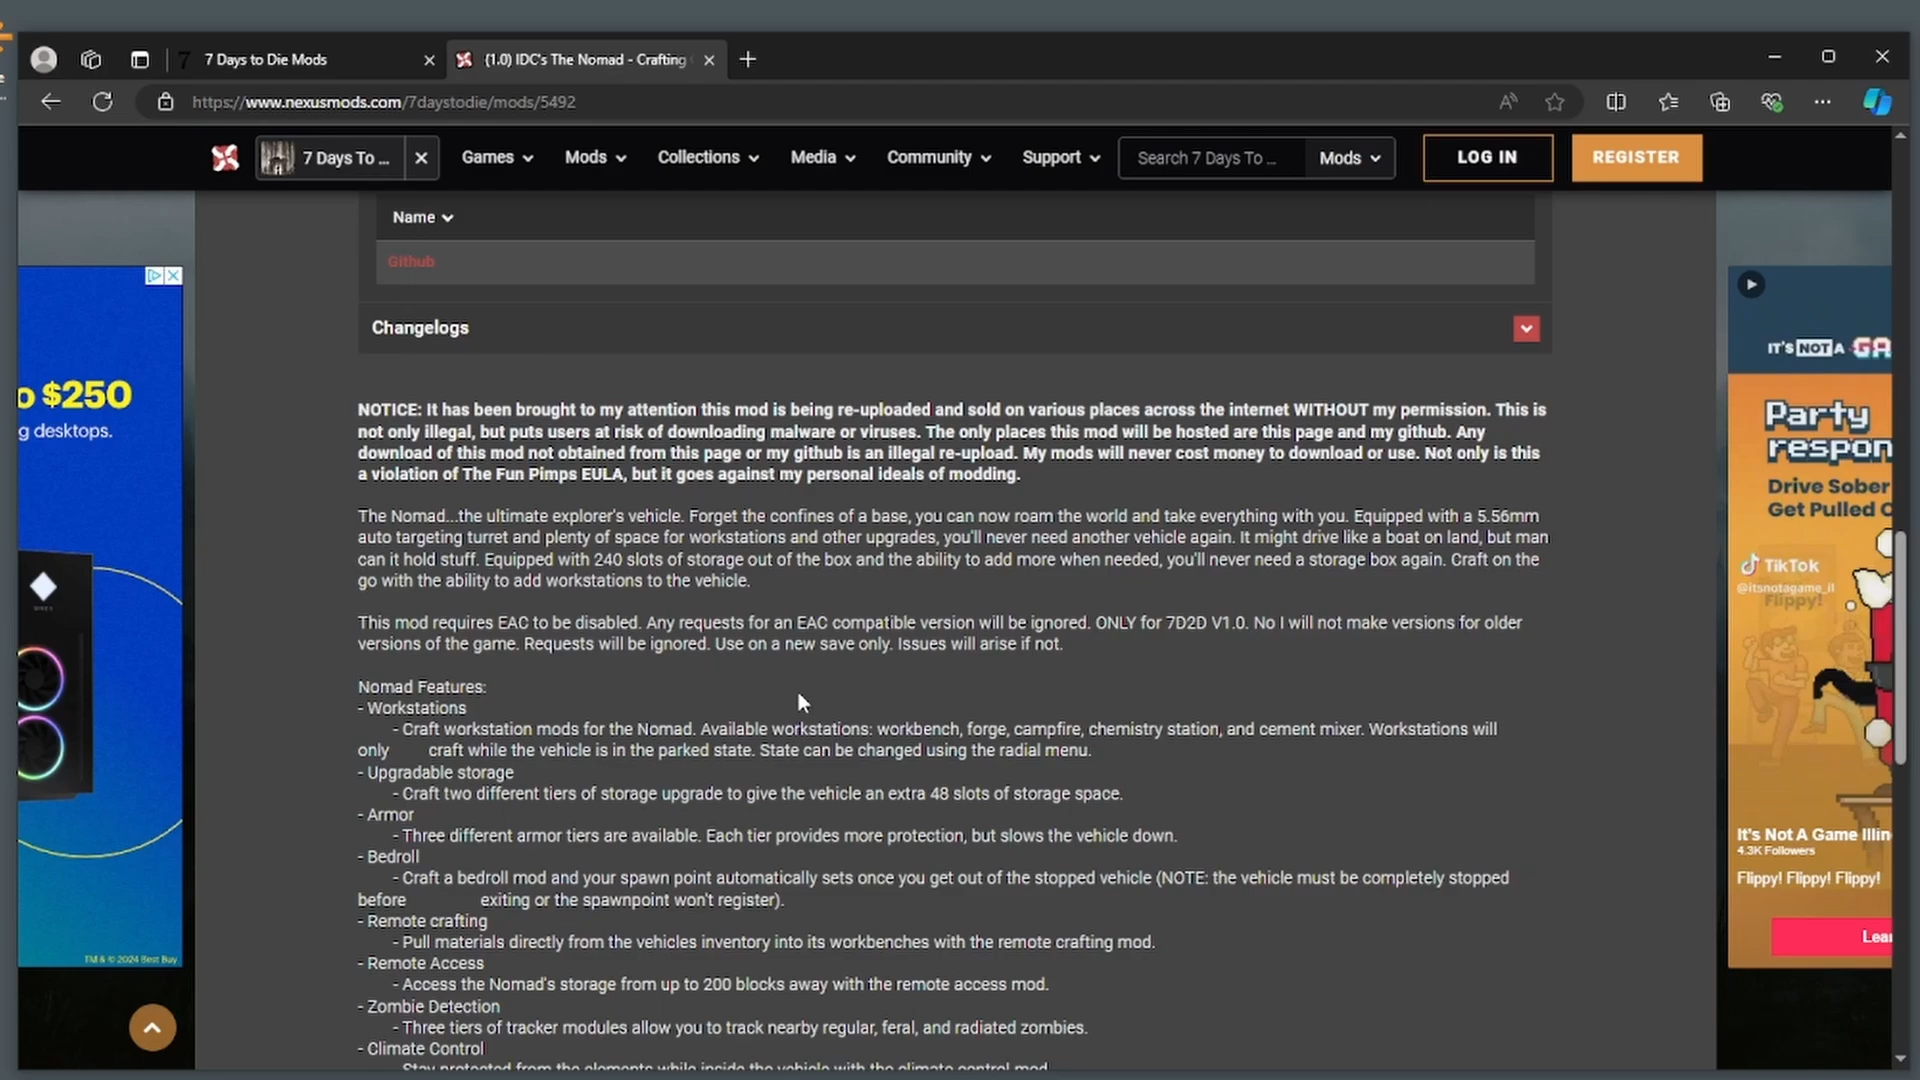 7 Days to Die Mods
{1.0} IDC's The Nomad - Crafting
https://www.nexusmods.com/7daystodie/mods/5492
7 Days To ...
Games
Mods
Collections
Media
Community
Support
Search 7 Days To ...
Mods
LOG IN
REGISTER
Name
Github
Changelogs
NOTICE: It has been brought to my attention this mod is being re-uploaded and sold on various places across the internet WITHOUT my permission. This is
not only illegal, but puts users at risk of downloading malware or viruses. The only places this mod will be hosted are this page and my github. Any
download of this mod not obtained from this page or my github is an illegal re-upload. My mods will never cost money to download or use. Not only is this
a violation of The Fun Pimps EULA, but it goes against my personal ideals of modding.
The Nomad...the ultimate explorer's vehicle. Forget the confines of a base, you can now roam the world and take everything with you. Equipped with a 5.56mm
auto targeting turret and plenty of space for workstations and other upgrades, you'll never need another vehicle again. It might drive like a boat on land, but man
can it hold stuff. Equipped with 240 slots of storage out of the box and the ability to add more when needed, you'll never need a storage box again. Craft on the
go with the ability to add workstations to the vehicle.
This mod requires EAC to be disabled. Any requests for an EAC compatible version will be ignored. ONLY for 7D2D V1.0. No I will not make versions for older
versions of the game. Requests will be ignored. Use on a new save only. Issues will arise if not.
Nomad Features:
- Workstations
- Craft workstation mods for the Nomad. Available workstations: workbench, forge, campfire, chemistry station, and cement mixer. Workstations will
only craft while the vehicle is in the parked state. State can be changed using the radial menu.
- Upgradable storage
- Craft two different tiers of storage upgrade to give the vehicle an extra 48 slots of storage space.
- Armor
- Three different armor tiers are available. Each tier provides more protection, but slows the vehicle down.
- Bedroll
- Craft a bedroll mod and your spawn point automatically sets once you get out of the stopped vehicle (NOTE: the vehicle must be completely stopped
before exiting or the spawnpoint won't register).
- Remote crafting
- Pull materials directly from the vehicles inventory into its workbenches with the remote crafting mod.
- Remote Access
- Access the Nomad's storage from up to 200 blocks away with the remote access mod.
- Zombie Detection
- Three tiers of tracker modules allow you to track nearby regular, feral, and radiated zombies.
- Climate Control
- Stay protected from the elements while inside the vehicle with the climate control mod
o $250
g desktops.
TM & © 2024 Best Buy
IT'S NOT A GA
Party
respon
Drive Sober
Get Pulled O
TikTok
@itsnotagame_il
Flippy!
It's Not A Game Illin
4.3K Followers
Flippy! Flippy! Flippy!
Lear